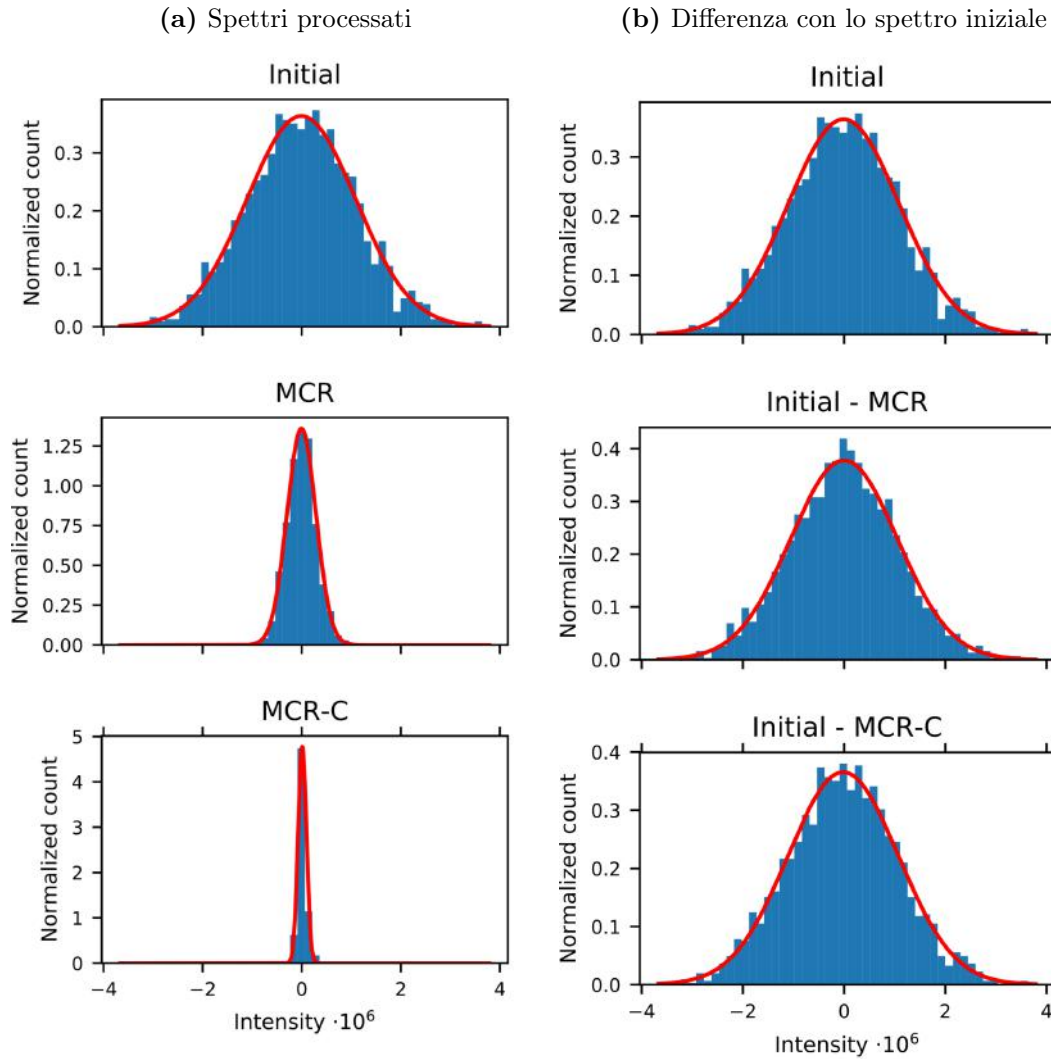 (a) Spettri processati
Initial
Normalized count
0.3
0.2
0.1
0.0
MCR
Normalized count
1.25
1.00
0.75
0.50
0.25
0.00
MCR-C
Normalized count
5
4
3
2
1
0
−4 −2 0 2 4
Intensity ·10⁶
(b) Differenza con lo spettro iniziale
Initial
Normalized count
0.3
0.2
0.1
0.0
Initial - MCR
Normalized count
0.4
0.3
0.2
0.1
0.0
−4 −2 0 2 4
Initial - MCR-C
Normalized count
0.4
0.3
0.2
0.1
0.0
−4 −2 0 2 4
Intensity ·10⁶